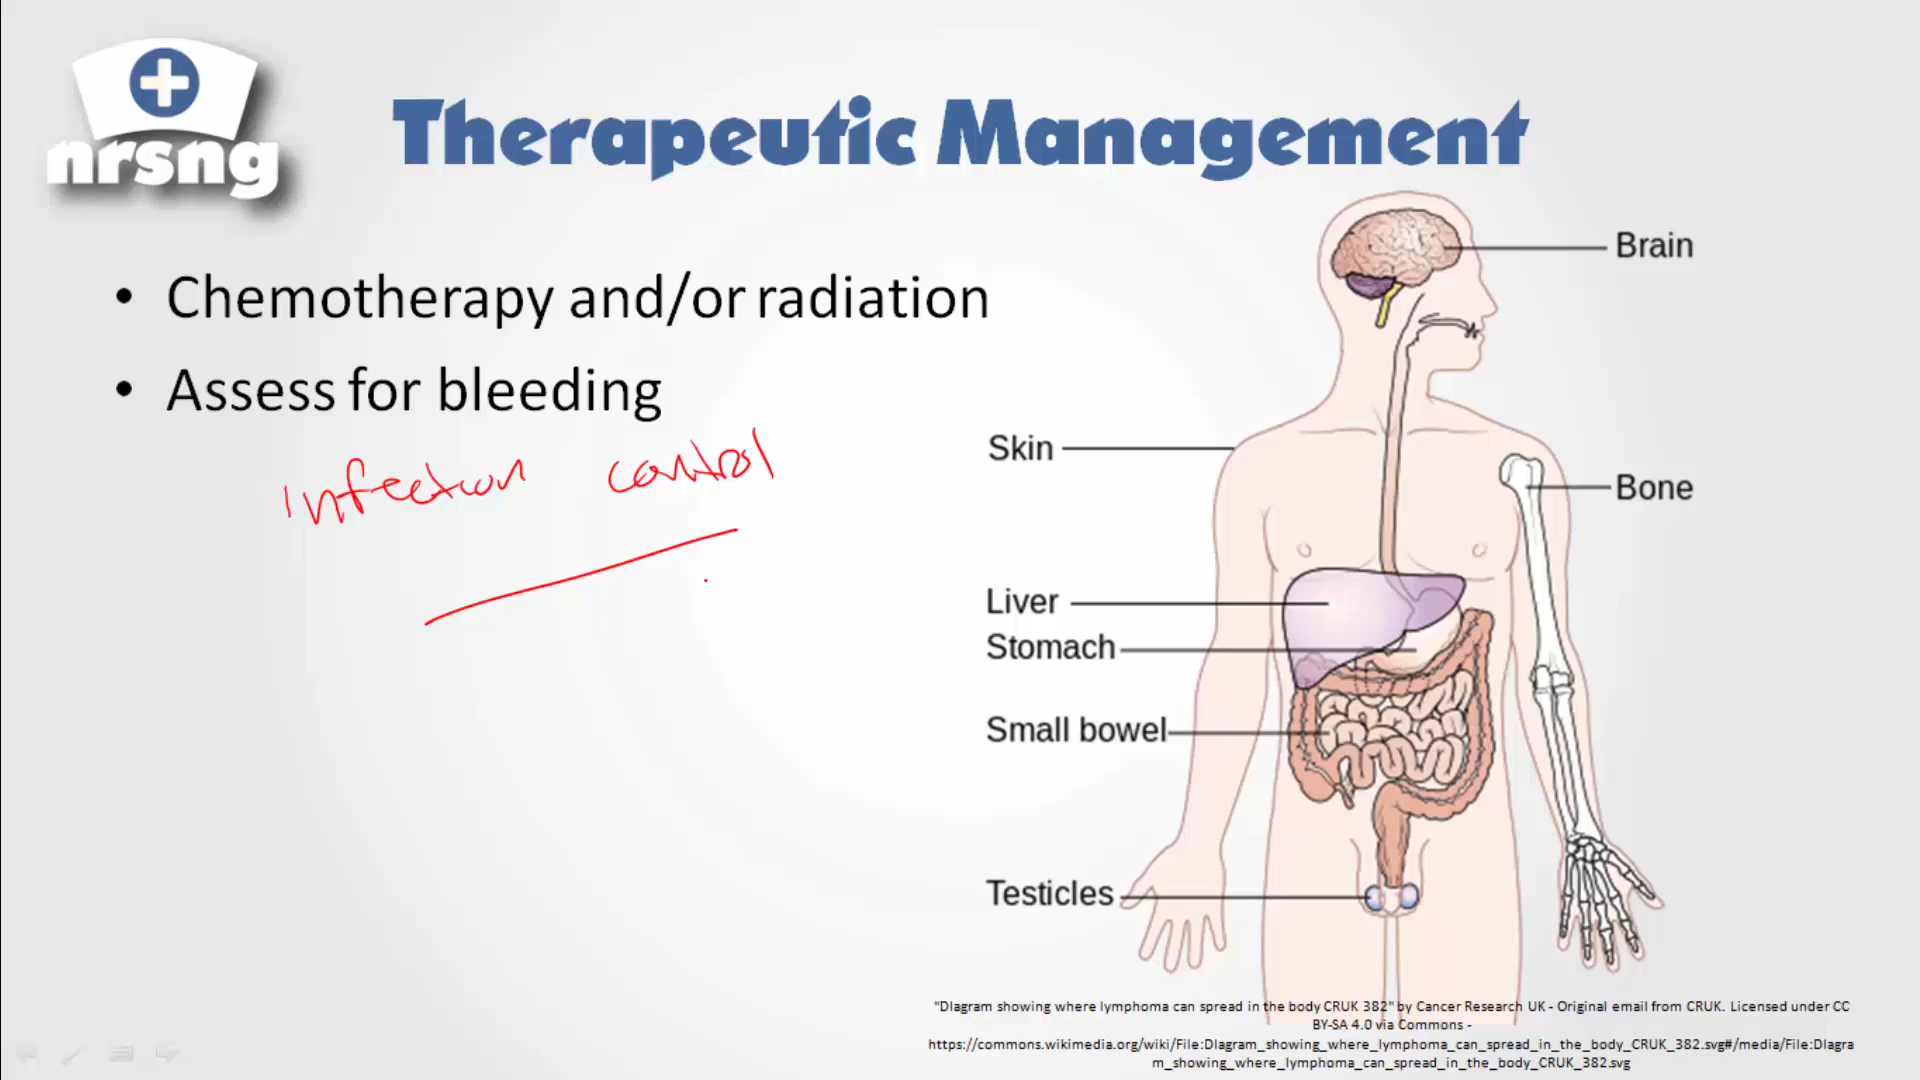 nrsng
Therapeutic Management
• Chemotherapy and/or radiation
• Assess for bleeding
infection control
Brain
Skin
Bone
Liver
Stomach
Small bowel
Testicles
"DIagram showing where lymphoma can spread in the body CRUK 382" by Cancer Research UK - Original email from CRUK. Licensed under CC
BY-SA 4.0 via Commons -
https://commons.wikimedia.org/wiki/File:DIagram_showing_where_lymphoma_can_spread_in_the_body_CRUK_382.svg#/media/File:DIagra
m_showing_where_lymphoma_can_spread_in_the_body_CRUK_382.svg